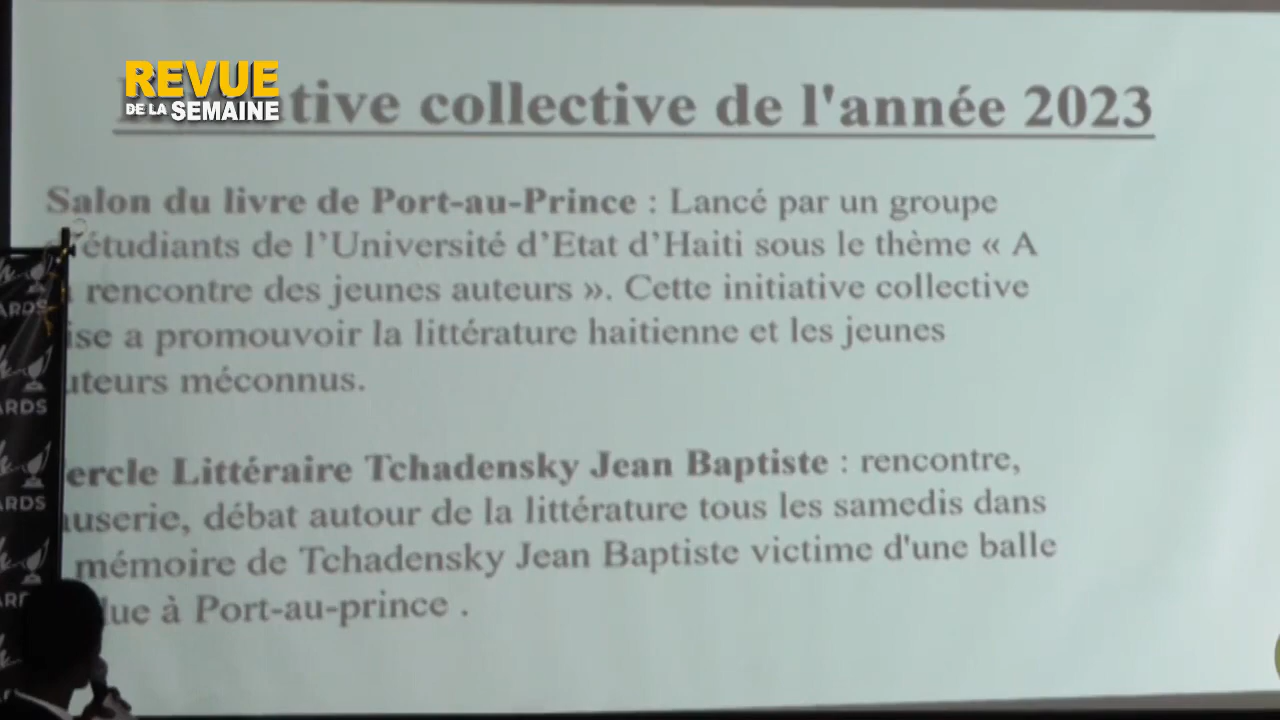 REVUE
DE LA SEMAINE
tive collective de l'année 2023
Salon du livre de Port-au-Prince : Lancé par un groupe
étudiants de l’Université d’Etat d’Haiti sous le thème « A
rencontre des jeunes auteurs ». Cette initiative collective
ise a promouvoir la littérature haitienne et les jeunes
uteurs méconnus.
ercle Littéraire Tchadensky Jean Baptiste : rencontre,
auserie, débat autour de la littérature tous les samedis dans
mémoire de Tchadensky Jean Baptiste victime d'une balle
due à Port-au-prince .
ARDS
ARDS
ARDS